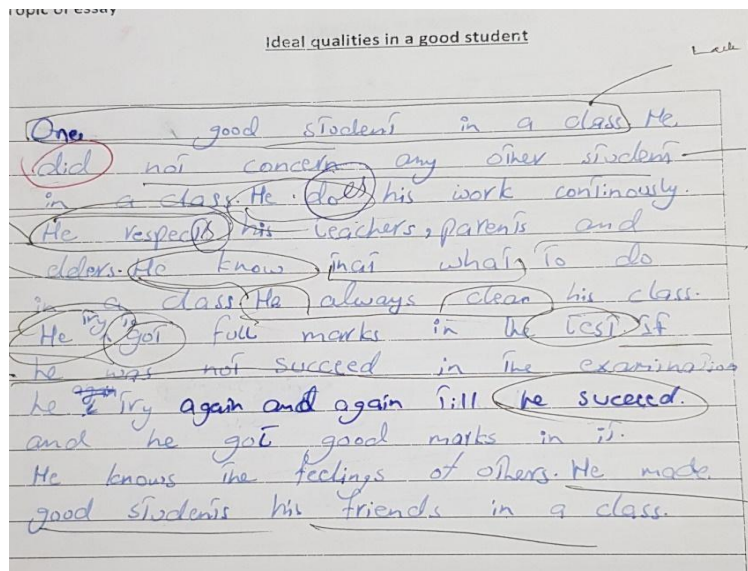 Topic of essay
Ideal qualities in a good student
One good student in a class. He
did not concern any other student
in a class. He does his work continously.
He respects his teachers, parents and
elders. He know that what to do
in a class. He always clean his class.
He try to got full marks in the test. If
he was not succeed in the examination
he try again and again till he suceed.
and he got good marks in it.
He knows the feelings of others. He made
good students his friends in a class.